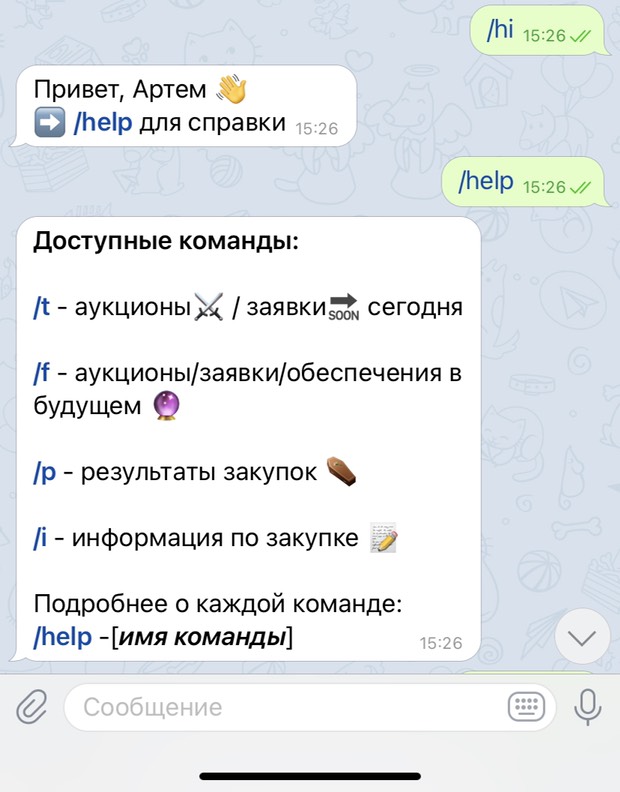 /hi 15:26
Привет, Артем 👋
➡️ /help для справки 15:26
/help 15:26
Доступные команды:
/t - аукционы⚔️ / заявки🔜 сегодня
/f - аукционы/заявки/обеспечения в
будущем 🔮
/p - результаты закупок ⚰️
/i - информация по закупке 📝
Подробнее о каждой команде:
/help -[имя команды] 15:26
Сообщение